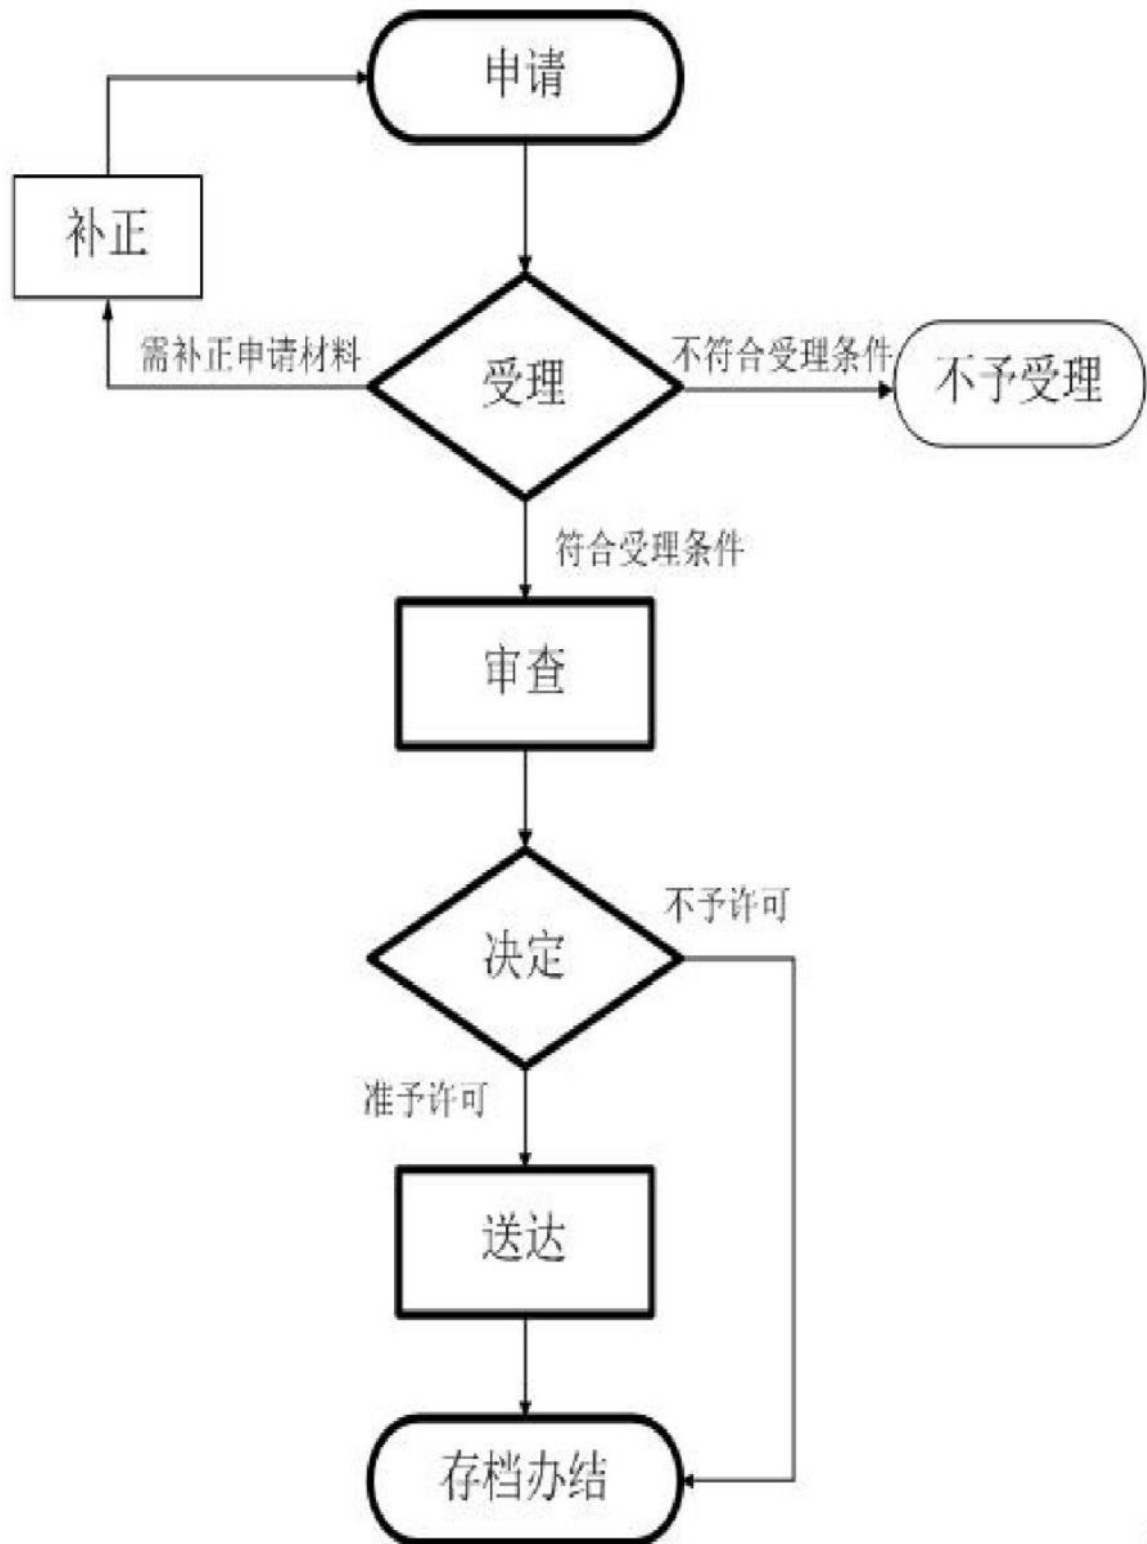 申请
补正
需补正申请材料
受理
不符合受理条件
不予受理
符合受理条件
审查
决定
不予许可
准予许可
送达
存档办结